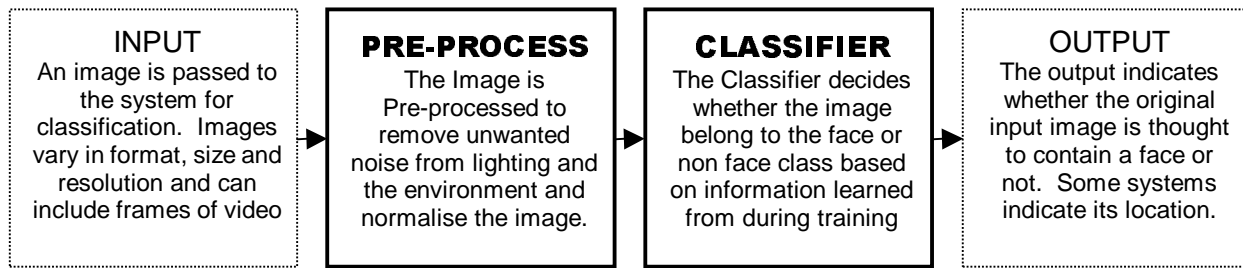 INPUT
An image is passed to
the system for
classification. Images
vary in format, size and
resolution and can
include frames of video
PRE-PROCESS
The Image is
Pre-processed to
remove unwanted
noise from lighting and
the environment and
normalise the image.
CLASSIFIER
The Classifier decides
whether the image
belong to the face or
non face class based
on information learned
from during training
OUTPUT
The output indicates
whether the original
input image is thought
to contain a face or
not. Some systems
indicate its location.